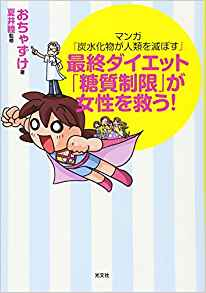 マンガ
「炭水化物が人類を滅ぼす」
最終ダイエット
「糖質制限」が
女性を救う!
おちゃずけ 著
夏井睦 監修
光文社